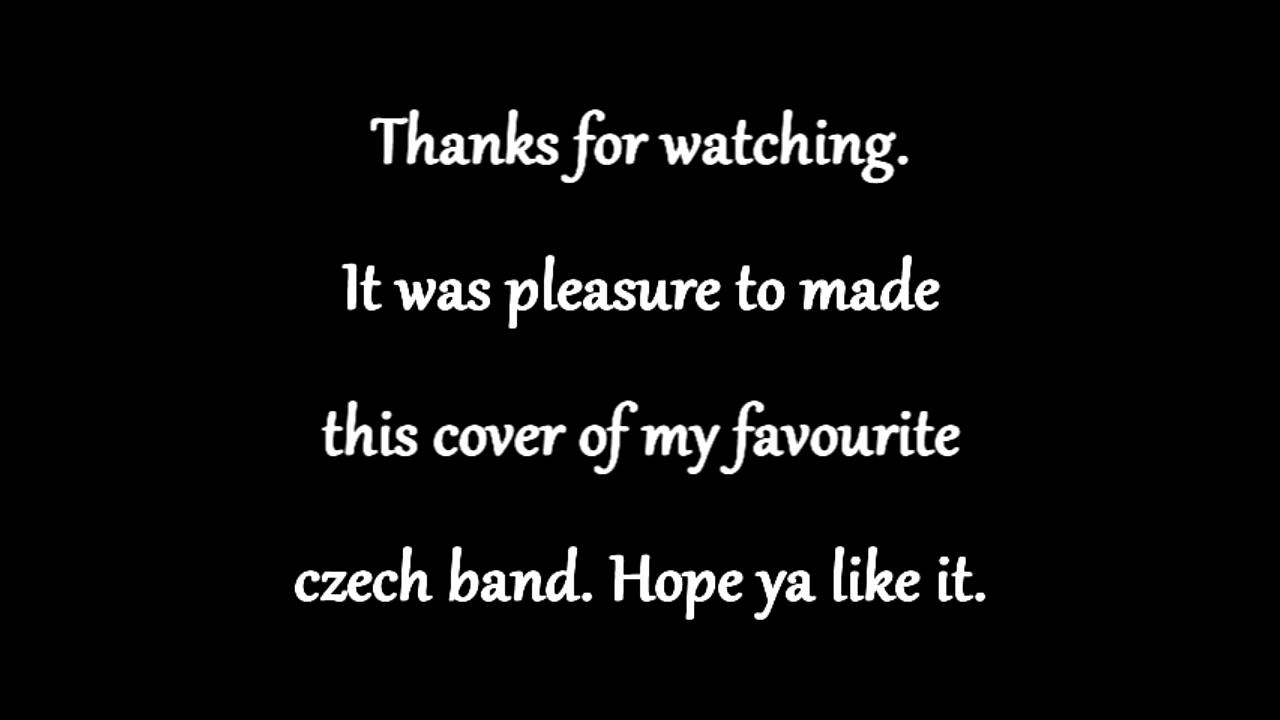 Thanks for watching.
It was pleasure to made
this cover of my favourite
czech band. Hope ya like it.